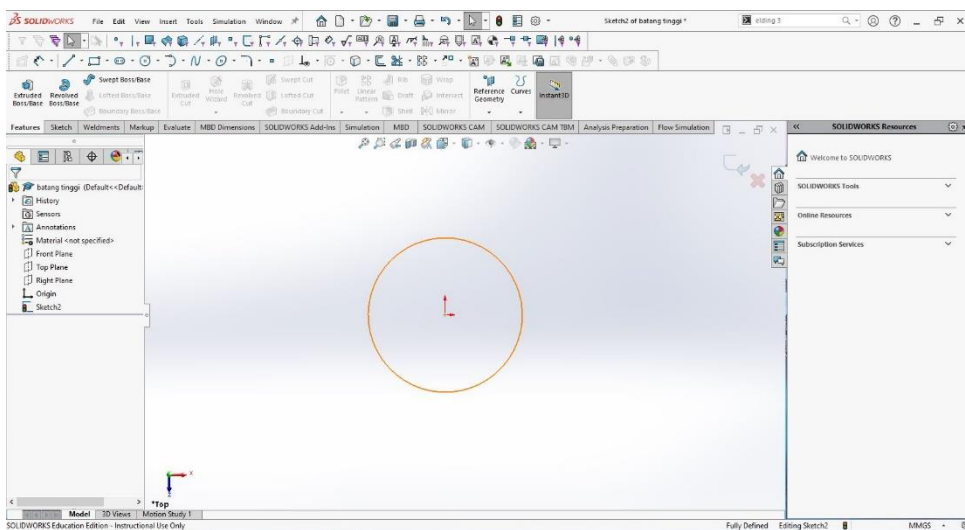 SOLIDWORKS File Edit View Insert Tools Simulation Window Sketch2 of batang tinggi * elding 3
Swept Boss/Base Swept Cut Rib Wrap
Extruded Boss/Base Revolved Boss/Base Lofted Boss/Base Extruded Cut Hole Wizard Revolved Cut Lofted Cut Fillet Linear Pattern Draft Intersect Reference Geometry Curves Instant3D
Boundary Boss/Base Boundary Cut Shell Mirror
Features Sketch Weldments Markup Evaluate MBD Dimensions SOLIDWORKS Add-Ins Simulation MBD SOLIDWORKS CAM SOLIDWORKS CAM TBM Analysis Preparation Flow Simulation SOLIDWORKS Resources
Welcome to SOLIDWORKS
batang tinggi (Default<<Default
SOLIDWORKS Tools
History
Sensors
Online Resources
Annotations
Material <not specified>
Subscription Services
Front Plane
Top Plane
Right Plane
Origin
Sketch2
X
*Top
Model 3D Views Motion Study 1
SOLIDWORKS Education Edition - Instructional Use Only Fully Defined Editing Sketch2 MMGS